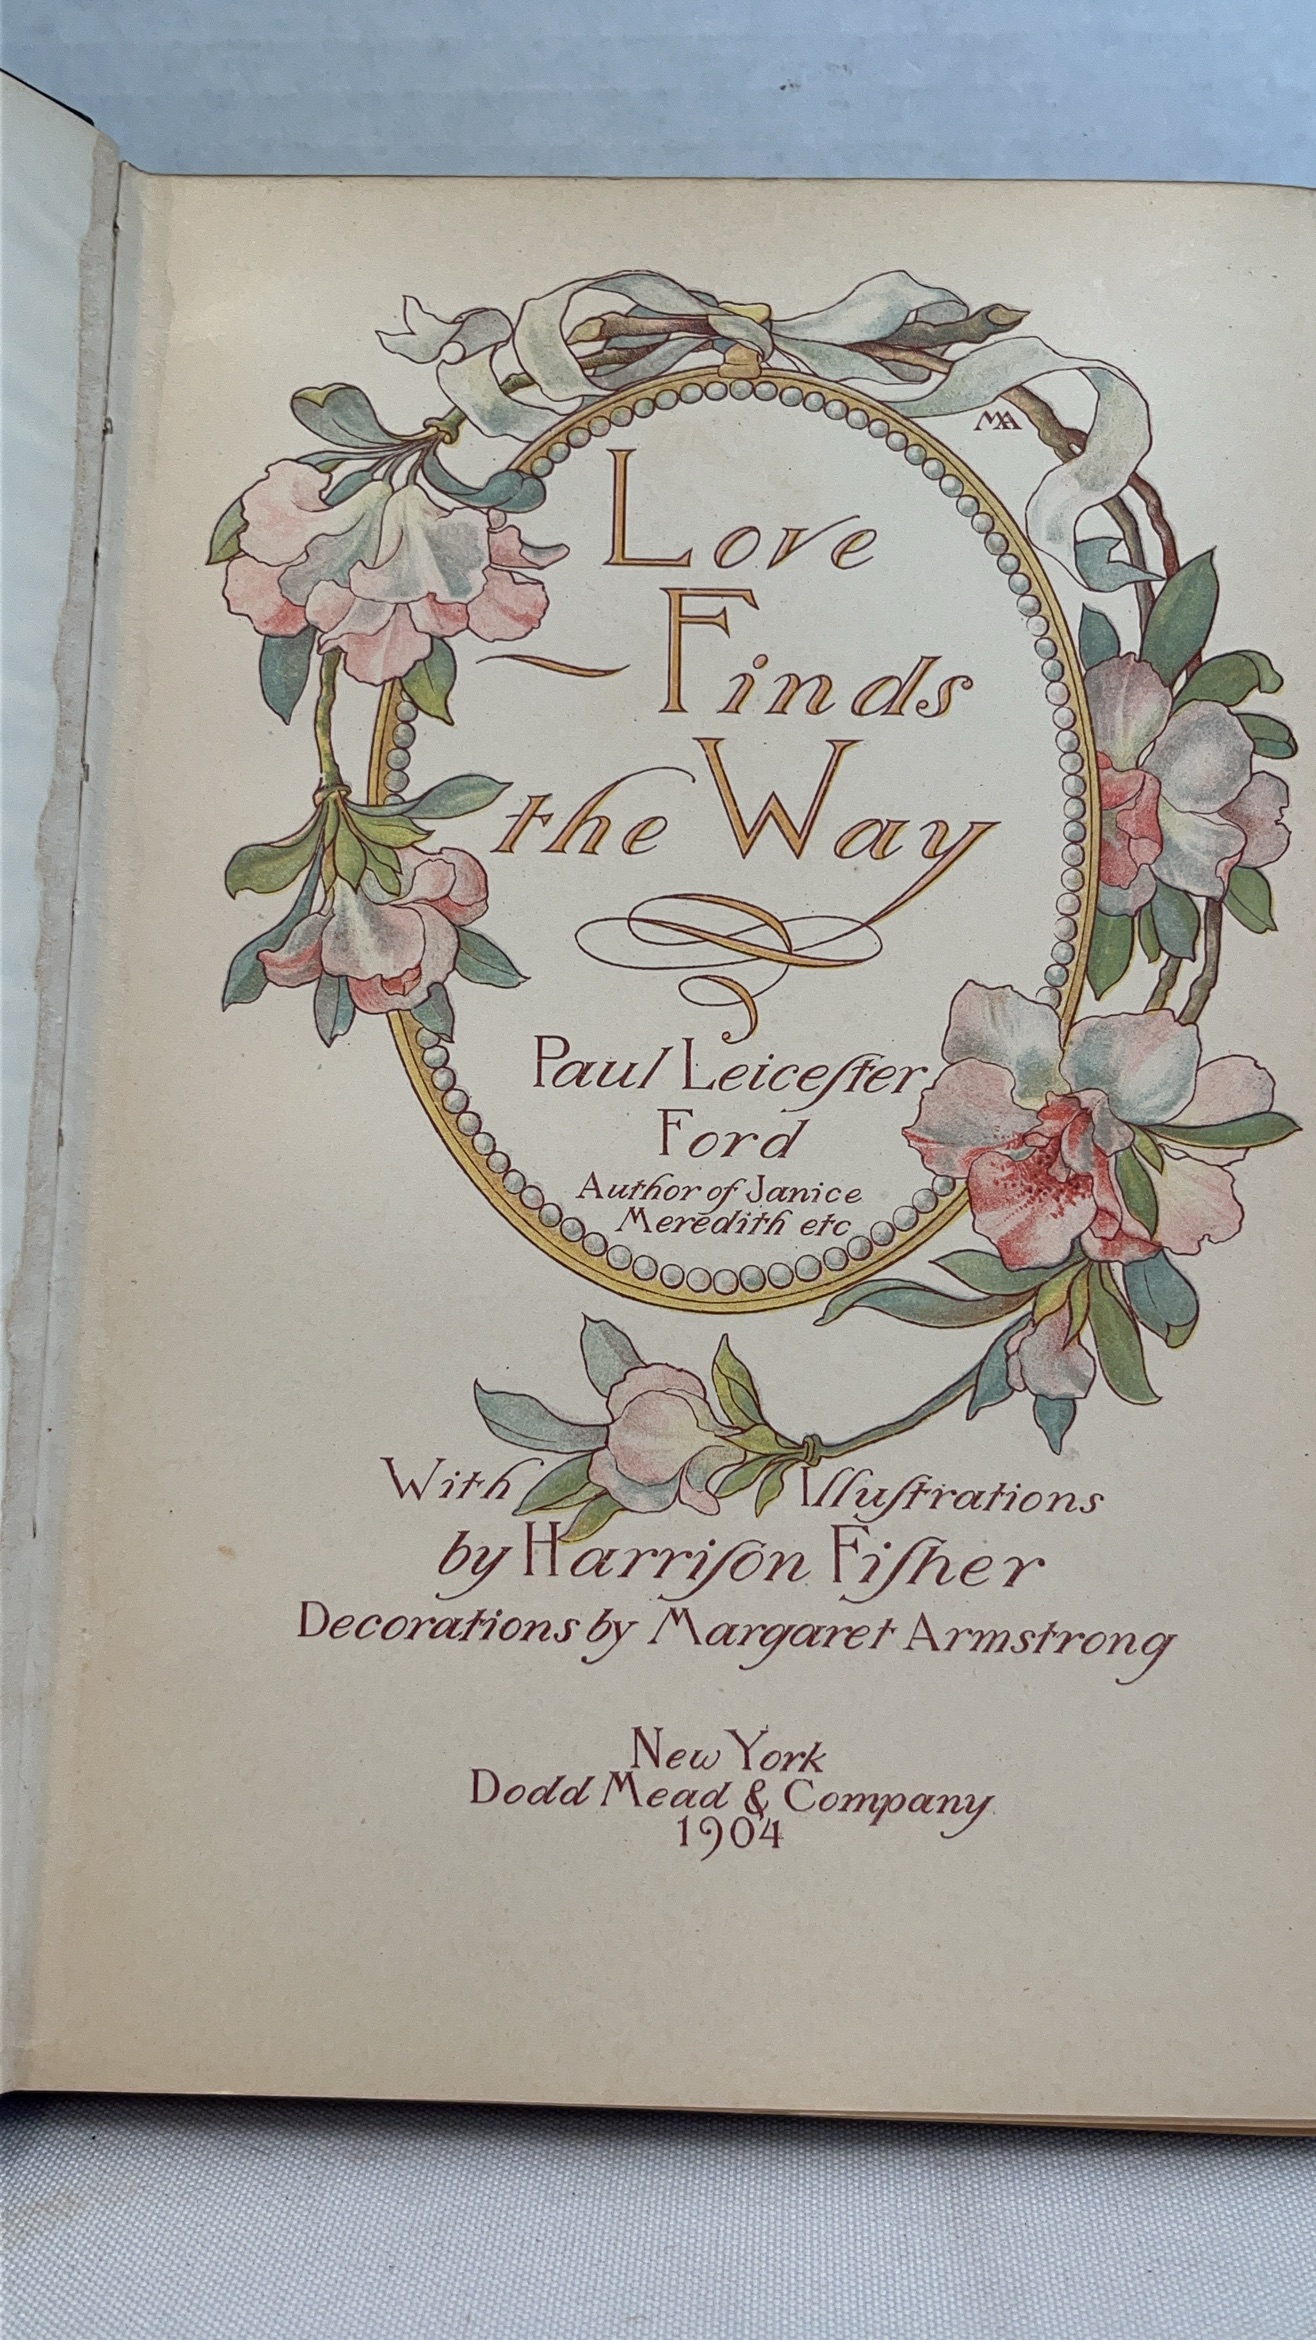 MA
Love
Finds
the Way
Paul Leiceſter
Ford
Author of Janice
Meredith etc
With Illuſtrations
by Harriſon Fiſher
Decorations by Margaret Armstrong
New York
Dodd Mead & Company
1904